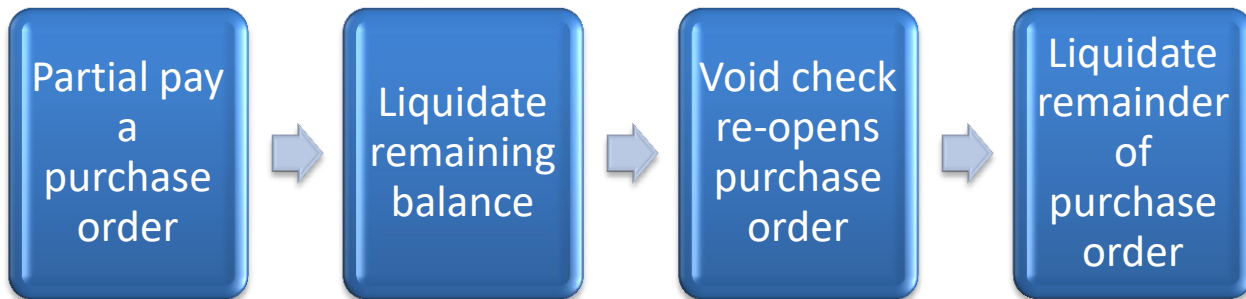 Partial pay
a
purchase
order
Liquidate
remaining
balance
Void check
re-opens
purchase
order
Liquidate
remainder
of
purchase
order